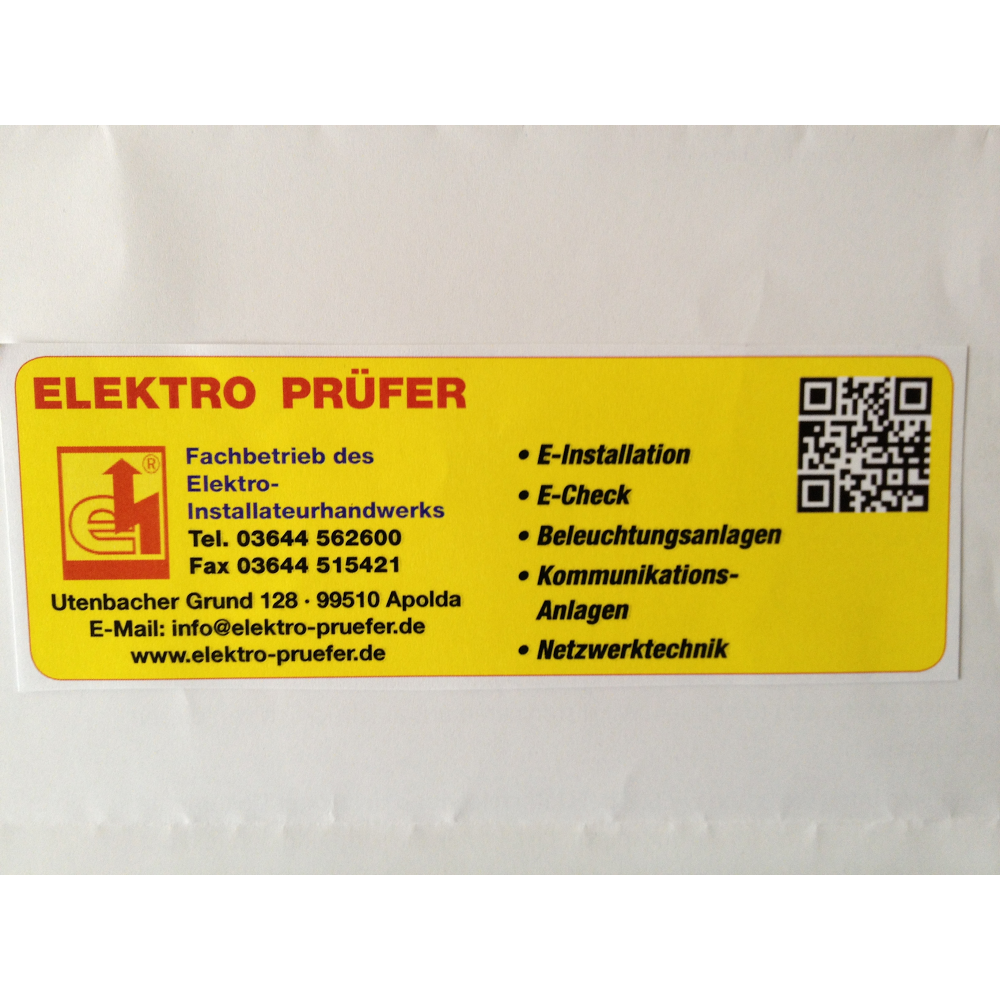 ELEKTRO PRÜFER
®
Fachbetrieb des
Elektro-
Installateurhandwerks
Tel. 03644 562600
Fax 03644 515421
Utenbacher Grund 128 · 99510 Apolda
E-Mail: info@elektro-pruefer.de
www.elektro-pruefer.de
• E-Installation
• E-Check
• Beleuchtungsanlagen
• Kommunikations-
Anlagen
• Netzwerktechnik